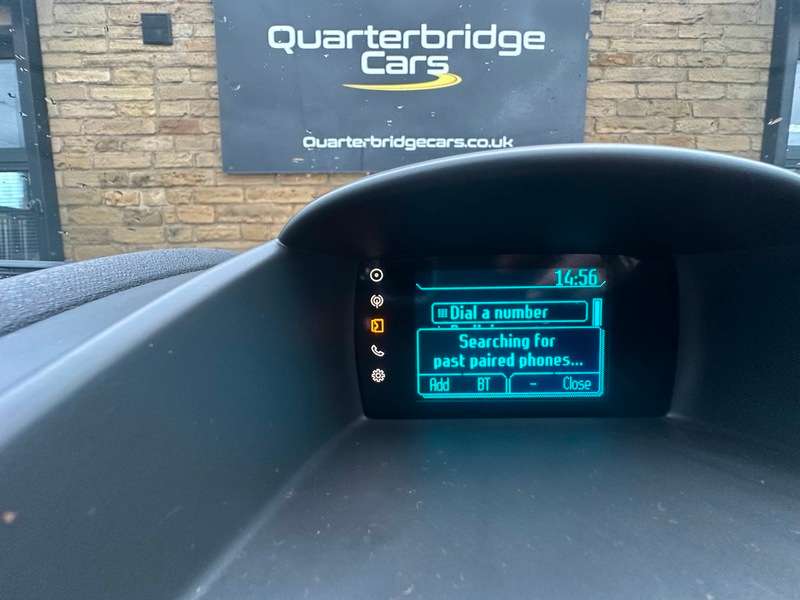 Quarterbridge
Cars
Quarterbridgecars.co.uk
14:56
Dial a number
Searching for
past paired phones...
Add BT - Close